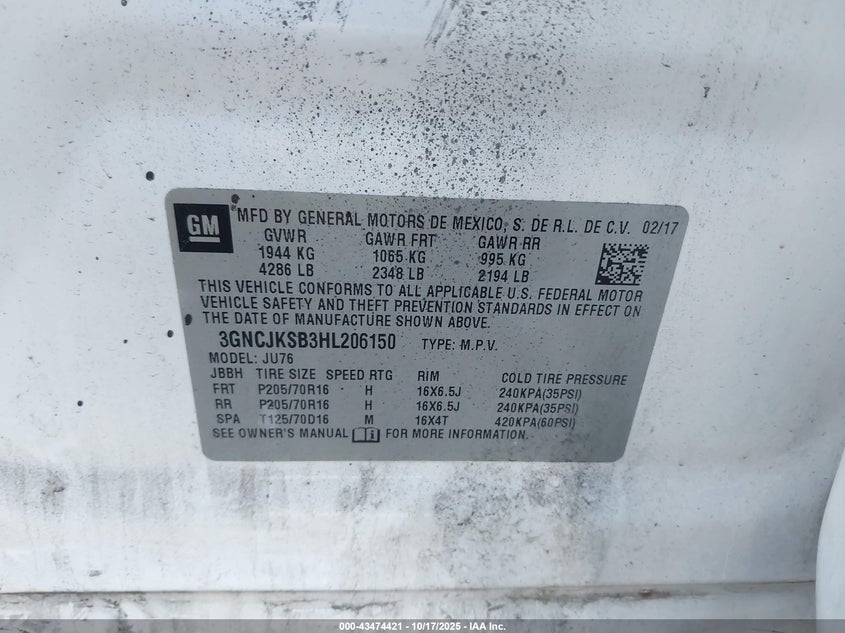 GM
MFD BY GENERAL MOTORS DE MEXICO, S. DE R.L. DE C.V. 02/17
GVWR GAWR FRT GAWR RR
1944 KG 1065 KG 995 KG
4286 LB 2348 LB 2194 LB
THIS VEHICLE CONFORMS TO ALL APPLICABLE U.S. FEDERAL MOTOR
VEHICLE SAFETY AND THEFT PREVENTION STANDARDS IN EFFECT ON
THE DATE OF MANUFACTURE SHOWN ABOVE.
3GNCJKSB3HL206150 TYPE: M.P.V.
MODEL: JU76
JBBH TIRE SIZE SPEED RTG RIM COLD TIRE PRESSURE
FRT P205/70R16 H 16X6.5J 240KPA(35PSI)
RR P205/70R16 H 16X6.5J 240KPA(35PSI)
SPA T125/70D16 M 16X4T 420KPA(60PSI)
SEE OWNER'S MANUAL FOR MORE INFORMATION.
000-43474421 - 10/17/2025 - IAA Inc.